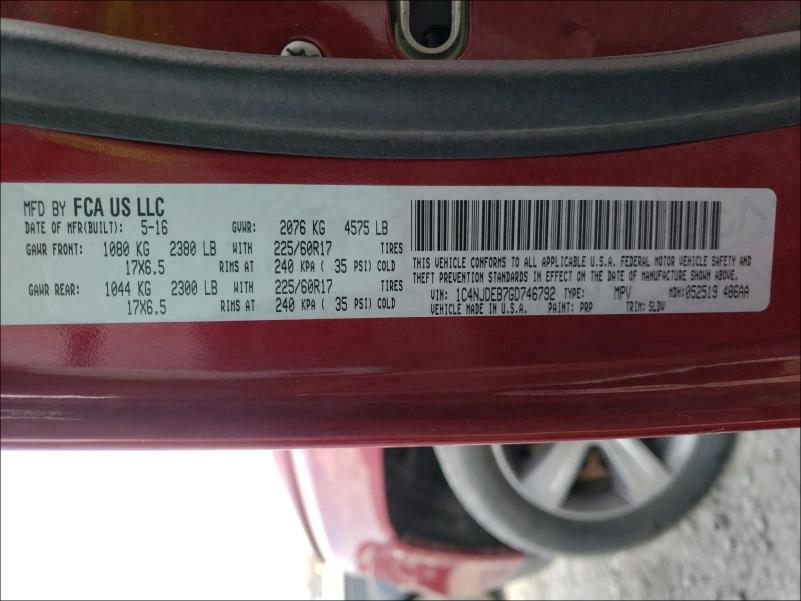 MFD BY FCA US LLC
DATE OF MFR(BUILT): 5-16 GVWR: 2076 KG 4575 LB
GAWR FRONT: 1080 KG 2380 LB WITH 225/60R17 TIRES
17X6.5 RIMS AT 240 KPA ( 35 PSI) COLD
GAWR REAR: 1044 KG 2300 LB WITH 225/60R17 TIRES
17X6.5 RIMS AT 240 KPA ( 35 PSI) COLD
THIS VEHICLE CONFORMS TO ALL APPLICABLE U.S.A. FEDERAL MOTOR VEHICLE SAFETY AND
THEFT PREVENTION STANDARDS IN EFFECT ON THE DATE OF MANUFACTURE SHOWN ABOVE.
VIN: 1C4NJDEB7GD746792 TYPE: MPV MDH: 052519 486AA
VEHICLE MADE IN U.S.A. PAINT: PRP TRIM: SLDV